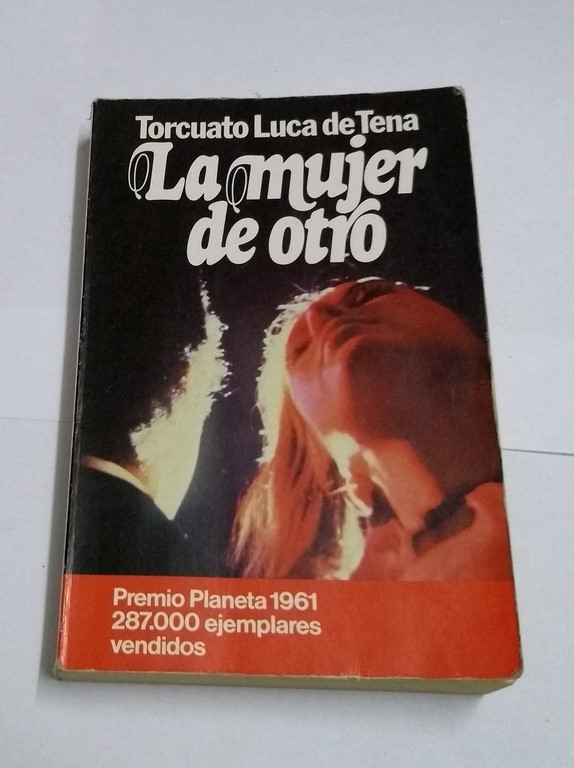 Torcuato Luca de Tena
La mujer
de otro
Premio Planeta 1961
287.000 ejemplares
vendidos